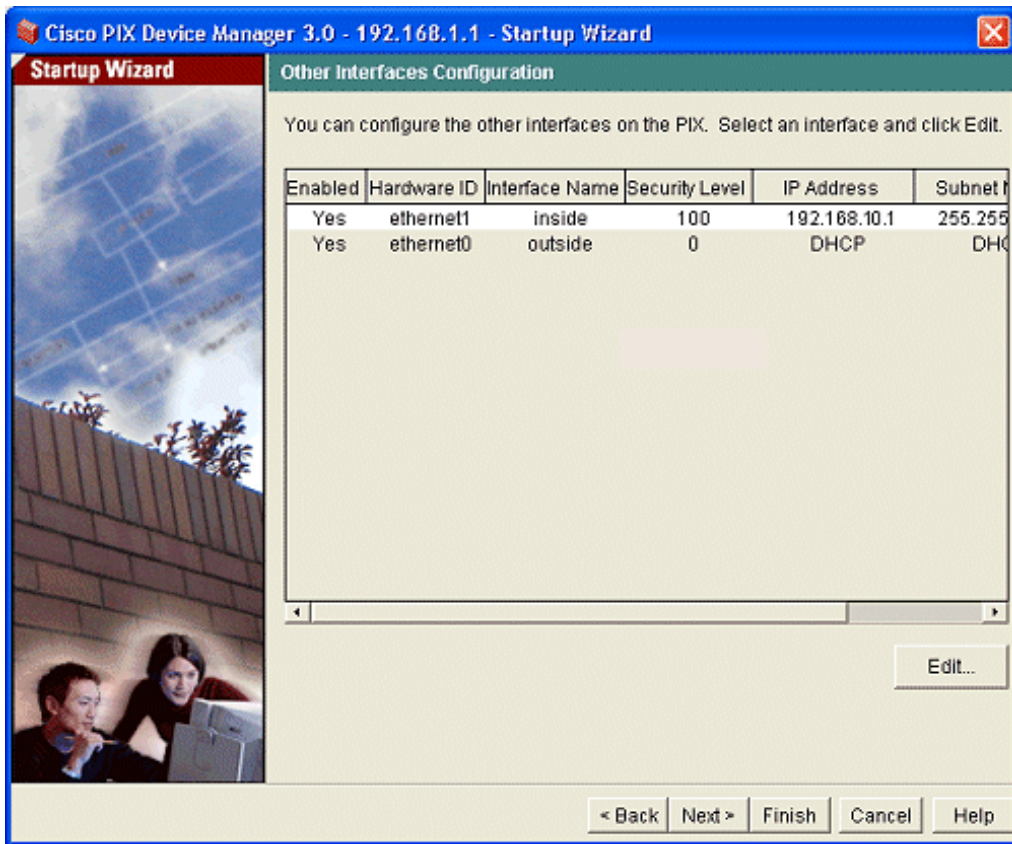 Cisco PIX Device Manager 3.0 - 192.168.1.1 - Startup Wizard
Startup Wizard
Other Interfaces Configuration
You can configure the other interfaces on the PIX. Select an interface and click Edit.
Enabled Hardware ID Interface Name Security Level IP Address Subnet
Yes ethernet1 inside 100 192.168.10.1 255.255
Yes ethernet0 outside 0 DHCP
Edit...
< Back Next > Finish Cancel Help